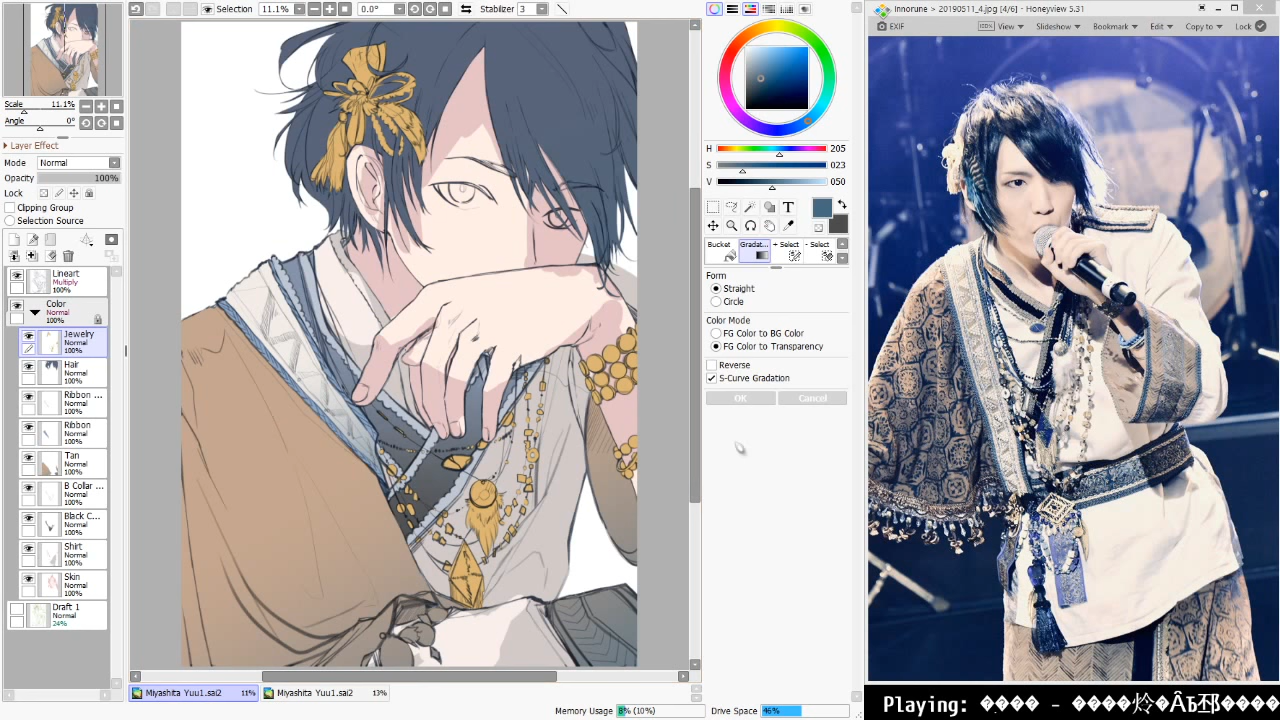 Selection 11.1% 0.0° Stabilizer 3
Scale 11.1%
Angle 0°
Layer Effect
Mode Normal
Opacity 100%
Lock
Clipping Group
Selection Source
Lineart
Multiply
100%
Color
Normal
100%
Jewelry
Normal
100%
Hair
Normal
100%
Ribbon ...
Normal
100%
Ribbon
Normal
100%
Tan
Normal
100%
B Collar ...
Normal
100%
Black C...
Normal
100%
Shirt
Normal
100%
Skin
Normal
100%
Draft 1
Normal
24%
H 205
S 023
V 050
T
Bucket Gradat... + Select - Select
Form
Straight
Circle
Color Mode
FG Color to BG Color
FG Color to Transparency
Reverse
S-Curve Gradation
OK Cancel
Miyashita Yuu1.sai2 11% Miyashita Yuu1.sai2 13%
Memory Usage 8% (10%) Drive Space 46%
Innorune > 20190511_4.jpg [4/6] - Honeyview 5.31
EXIF View Slideshow Bookmark Edit Copy to Lock
Playing: